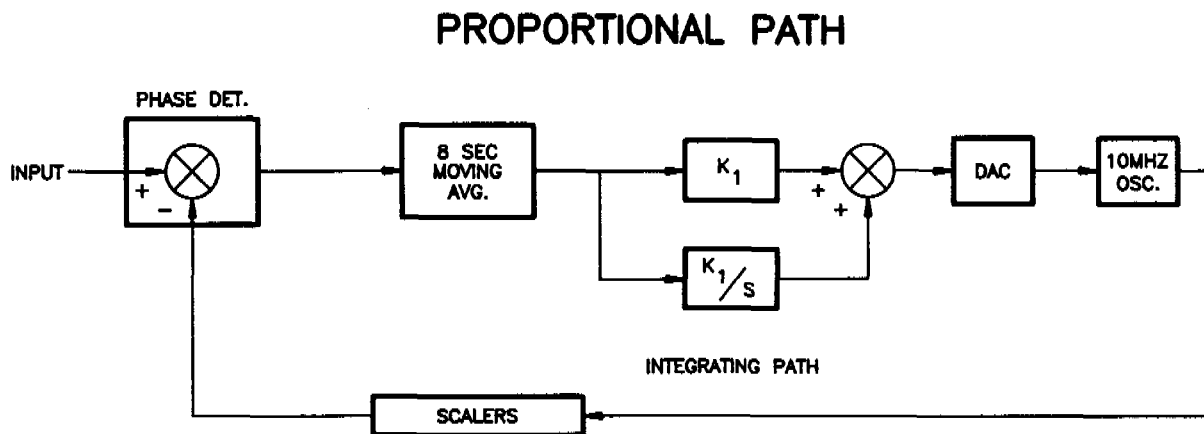 PROPORTIONAL PATH
PHASE DET.
INPUT
+
−
8 SEC
MOVING
AVG.
K₁
+
+
DAC
10MHZ
OSC.
K₁/S
INTEGRATING PATH
SCALERS